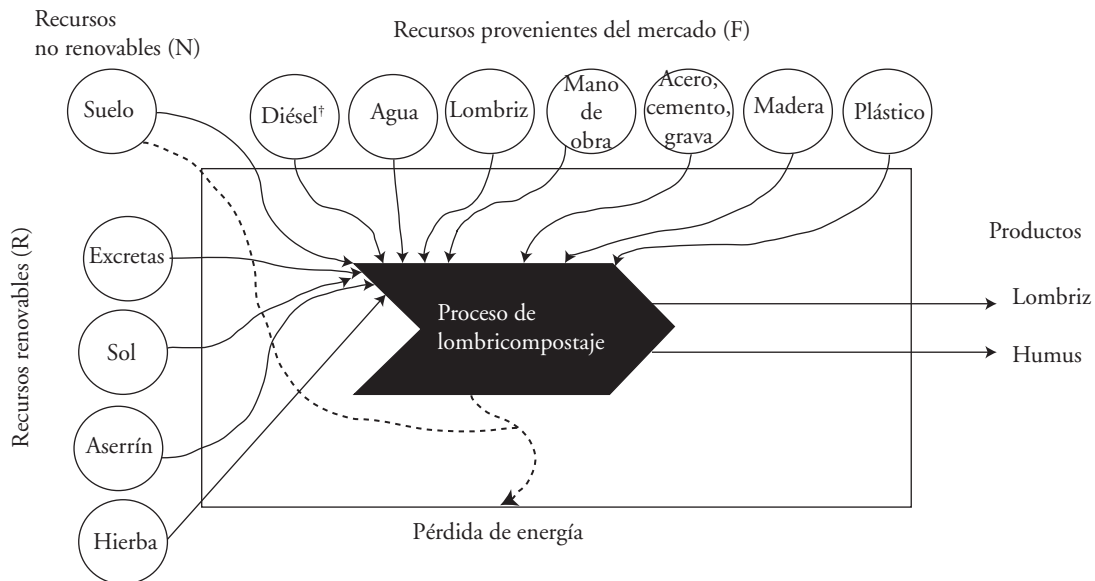 Recursos
no renovables (N)
Recursos provenientes del mercado (F)
Suelo
Diésel†
Agua
Lombriz
Mano
de
obra
Acero,
cemento,
grava
Madera
Plástico
Recursos renovables (R)
Excretas
Sol
Aserrín
Hierba
Proceso de
lombricompostaje
Productos
Lombriz
Humus
Pérdida de energía